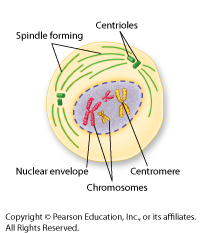 Centrioles
Spindle forming
Nuclear envelope
Centromere
Chromosomes
Copyright © Pearson Education, Inc., or its affiliates.
All Rights Reserved.